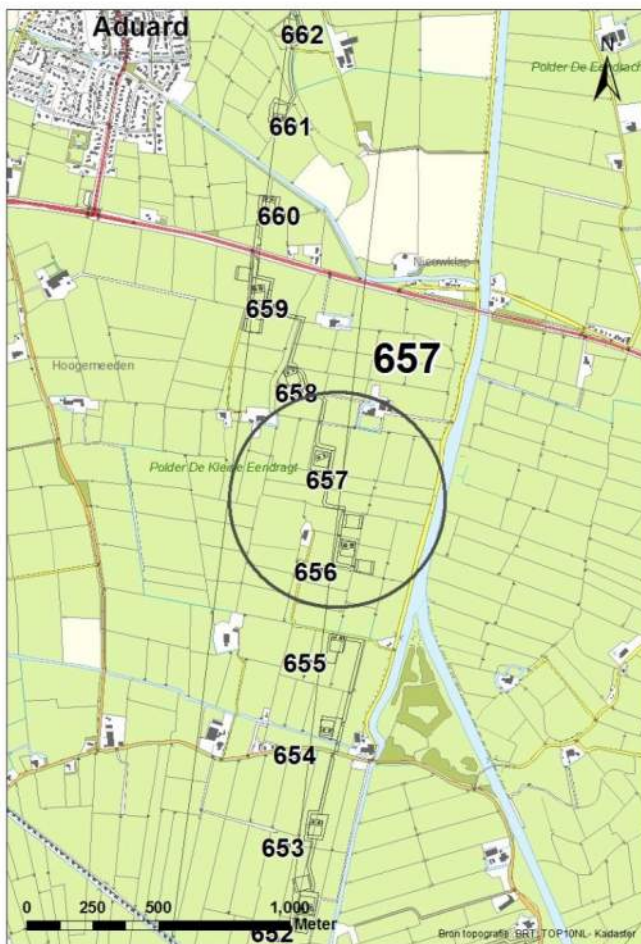 Aduard
662
N
Polder De Eendrach
661
660
Nieuwklap
659
657
Hoogemeeden
658
Polder De Kleine Eendragt
657
656
655
654
653
0 250 500 1,000
Meter
652
Bron topografie: BRT: TOP10NL- Kadaster